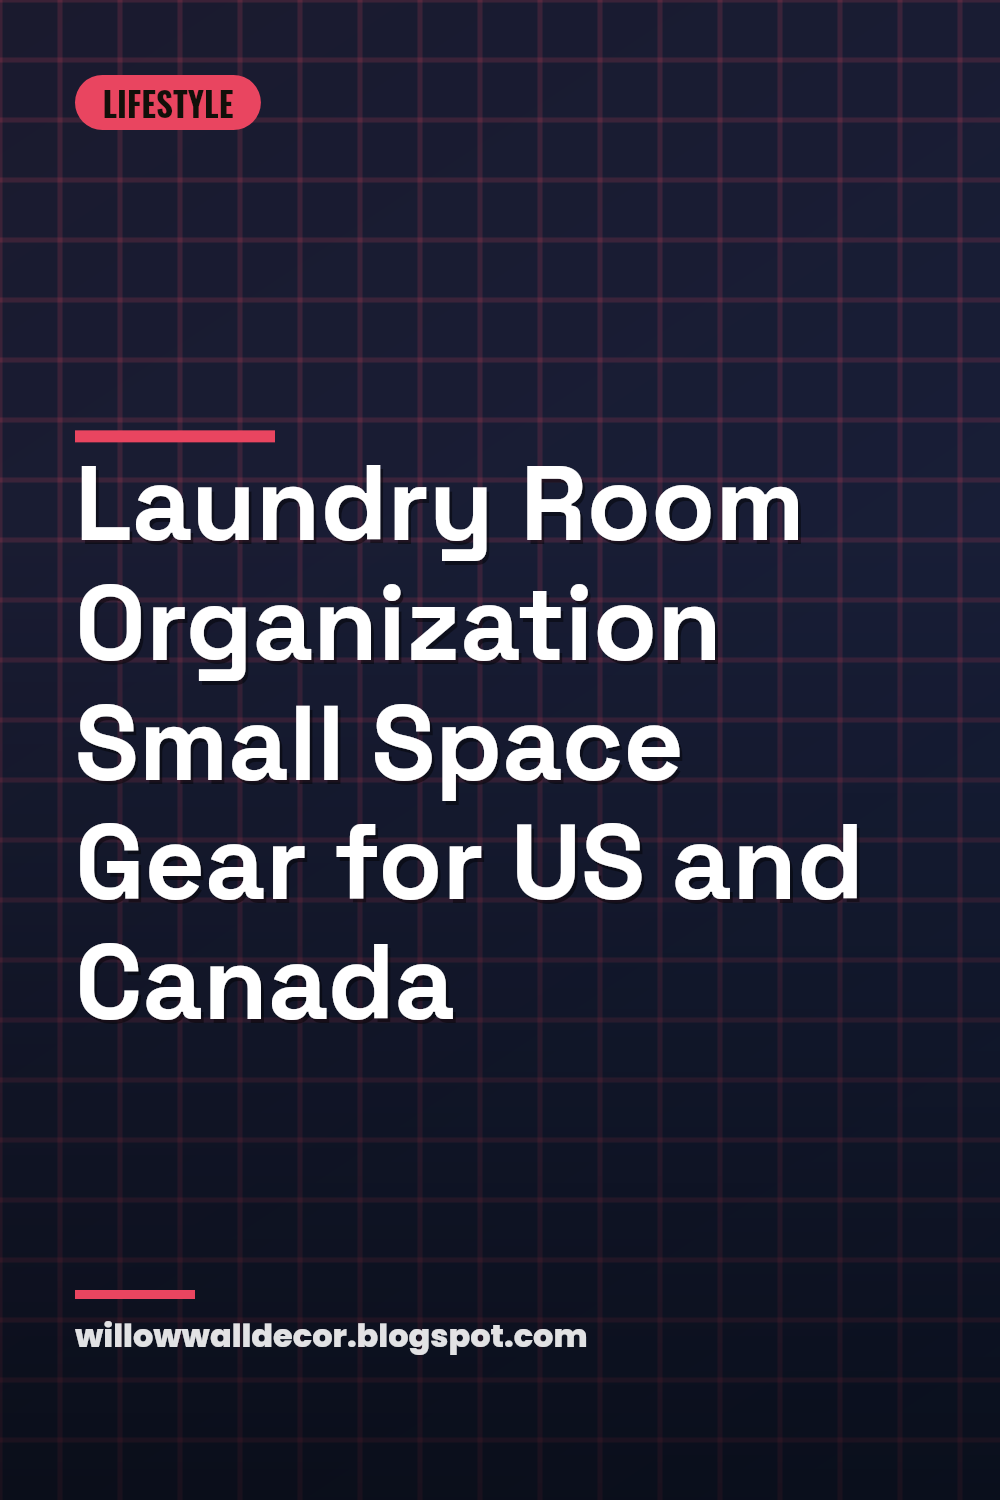 LIFESTYLE
Laundry Room
Organization
Small Space
Gear for US and
Canada
willowwalldecor.blogspot.com